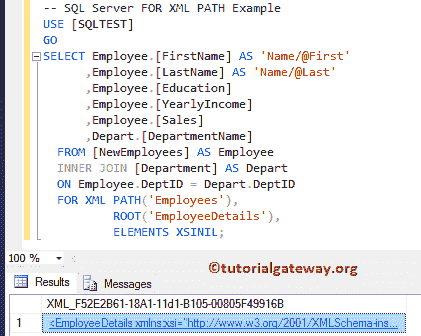 -- SQL Server FOR XML PATH Example
USE [SQLTEST]
GO
SELECT Employee.[FirstName] AS 'Name/@First'
,Employee.[LastName] AS 'Name/@Last'
,Employee.[Education]
,Employee.[YearlyIncome]
,Employee.[Sales]
,Depart.[DepartmentName]
FROM [NewEmployees] AS Employee
INNER JOIN [Department] AS Depart
ON Employee.DeptID = Depart.DeptID
FOR XML PATH('Employees'),
ROOT('EmployeeDetails'),
ELEMENTS XSINIL;
100 %
©tutorialgateway.org
Results Messages
XML_F52E2B61-18A1-11d1-B105-00805F49916B
1 <EmployeeDetails xmlns:xsi="http://www.w3.org/2001/XMLSchema-ins...